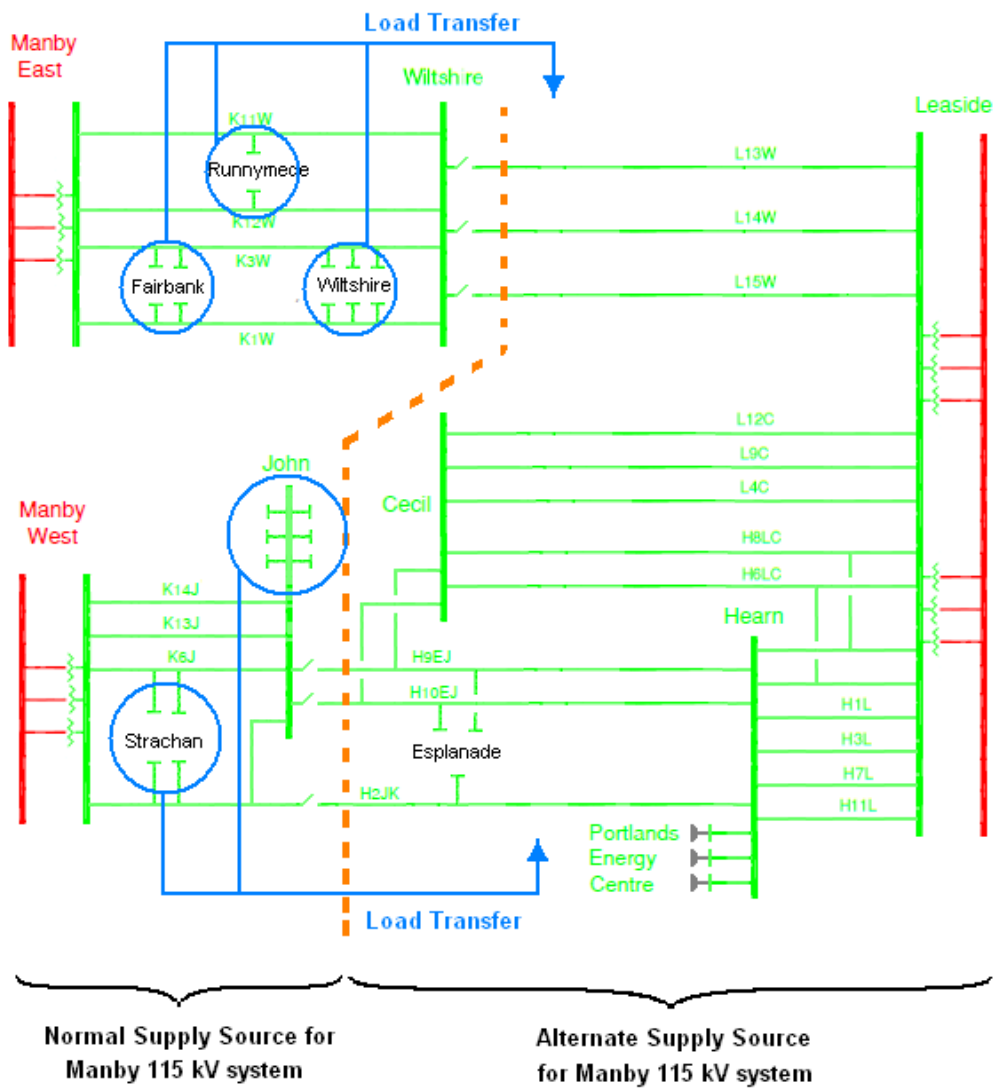 Load Transfer
Manby
East
Wiltshire
Leaside
K11W
Runnymede
K12W
K3W
Fairbank
Wiltshire
K1W
L13W
L14W
L15W
L12C
L9C
L4C
John
Cecil
Manby
West
H8LC
H6LC
K14J
K13J
K6J
Hearn
H9EJ
H10EJ
H1L
Strachan
Esplanade
H3L
H7L
H2JK
H11L
Portlands
Energy
Centre
Load Transfer
Normal Supply Source for
Manby 115 kV system
Alternate Supply Source
for Manby 115 kV system